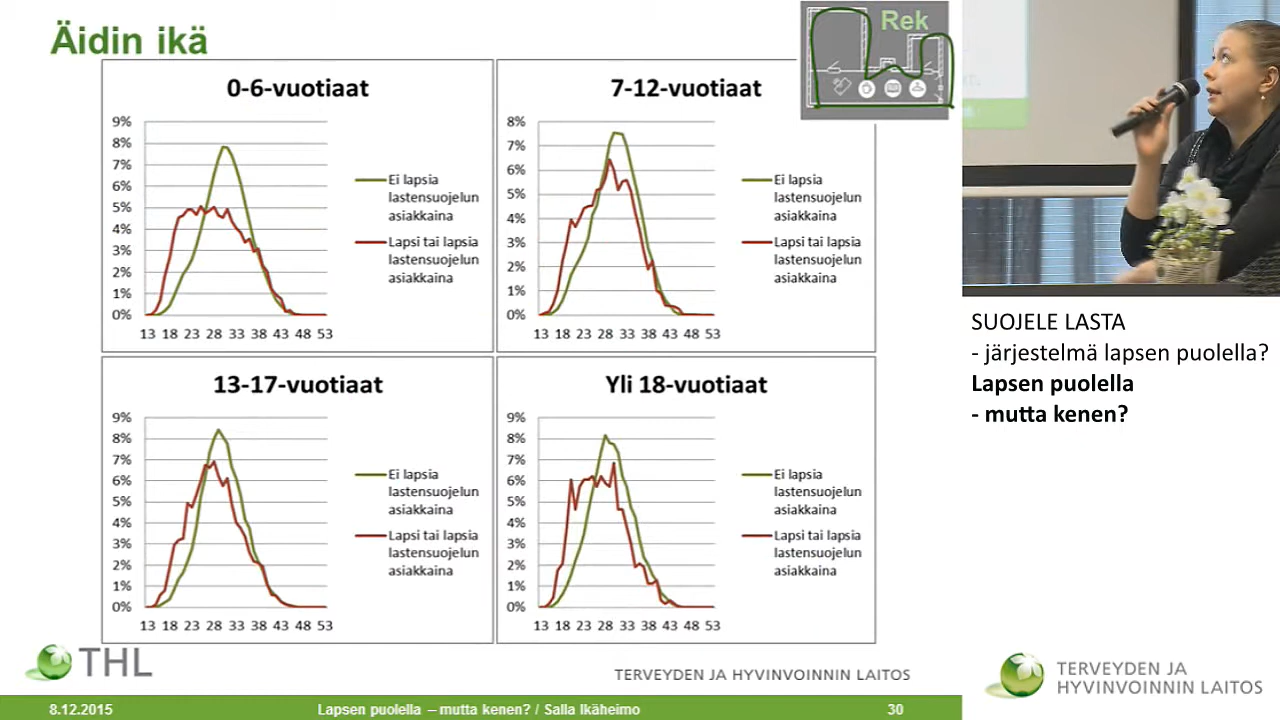 Äidin ikä
Rek
0-6-vuotiaat
9%
8%
7%
6%
5%
4%
3%
2%
1%
0%
13 18 23 28 33 38 43 48 53
Ei lapsia
lastensuojelun
asiakkaina
Lapsi tai lapsia
lastensuojelun
asiakkaina
7-12-vuotiaat
8%
7%
6%
5%
4%
3%
2%
1%
0%
13 18 23 28 33 38 43 48 53
Ei lapsia
lastensuojelun
asiakkaina
Lapsi tai lapsia
lastensuojelun
asiakkaina
13-17-vuotiaat
9%
8%
7%
6%
5%
4%
3%
2%
1%
0%
13 18 23 28 33 38 43 48 53
Ei lapsia
lastensuojelun
asiakkaina
Lapsi tai lapsia
lastensuojelun
asiakkaina
Yli 18-vuotiaat
9%
8%
7%
6%
5%
4%
3%
2%
1%
0%
13 18 23 28 33 38 43 48 53
Ei lapsia
lastensuojelun
asiakkaina
Lapsi tai lapsia
lastensuojelun
asiakkaina
THL
TERVEYDEN JA HYVINVOINNIN LAITOS
8.12.2015
Lapsen puolella – mutta kenen? / Salla Ikäheimo
30
SUOJELE LASTA
- järjestelmä lapsen puolella?
Lapsen puolella
- mutta kenen?
TERVEYDEN JA
HYVINVOINNIN LAITOS